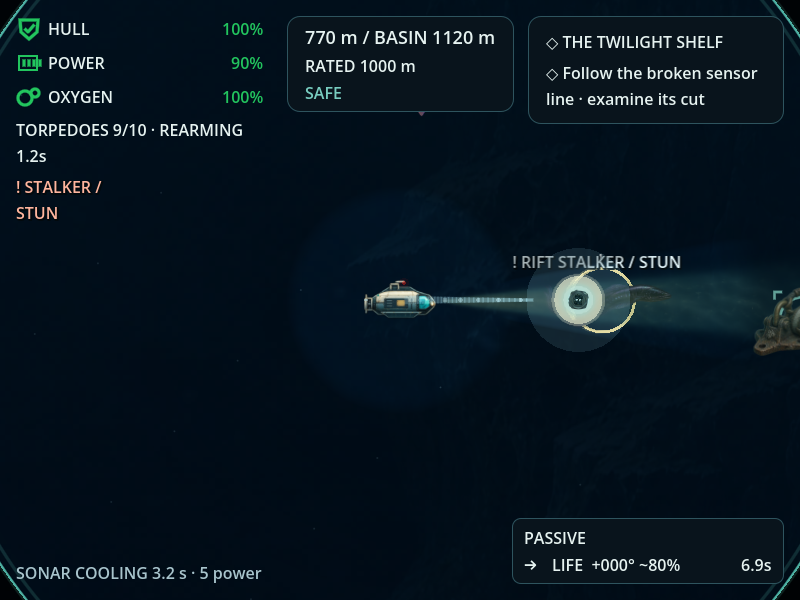 HULL 100%
POWER 90%
OXYGEN 100%
TORPEDOES 9/10 · REARMING
1.2s
! STALKER /
STUN
770 m / BASIN 1120 m
RATED 1000 m
SAFE
◇ THE TWILIGHT SHELF
◇ Follow the broken sensor
line · examine its cut
! RIFT STALKER / STUN
PASSIVE
→ LIFE +000° ~80% 6.9s
SONAR COOLING 3.2 s · 5 power